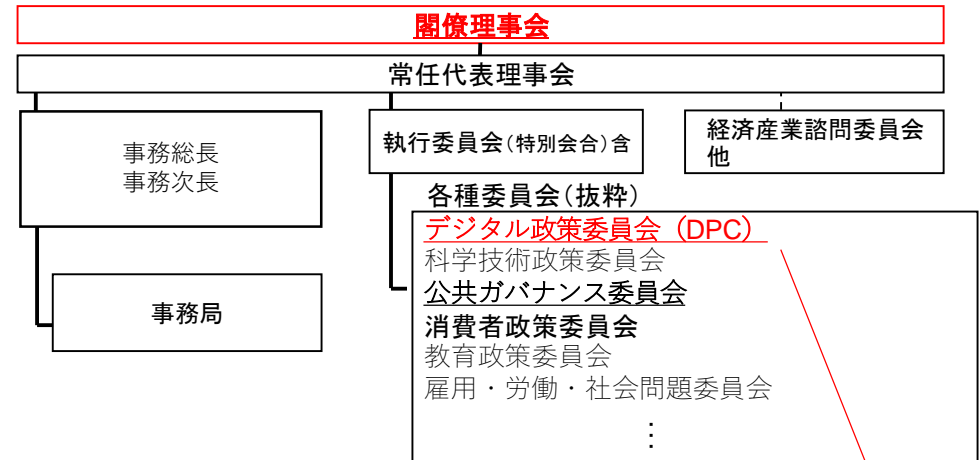 閣僚理事会
常任代表理事会
事務総長
事務次長
執行委員会(特別会合)含
経済産業諮問委員会
他
各種委員会(抜粋)
デジタル政策委員会（DPC）
科学技術政策委員会
公共ガバナンス委員会
消費者政策委員会
教育政策委員会
雇用・労働・社会問題委員会
⋮
事務局